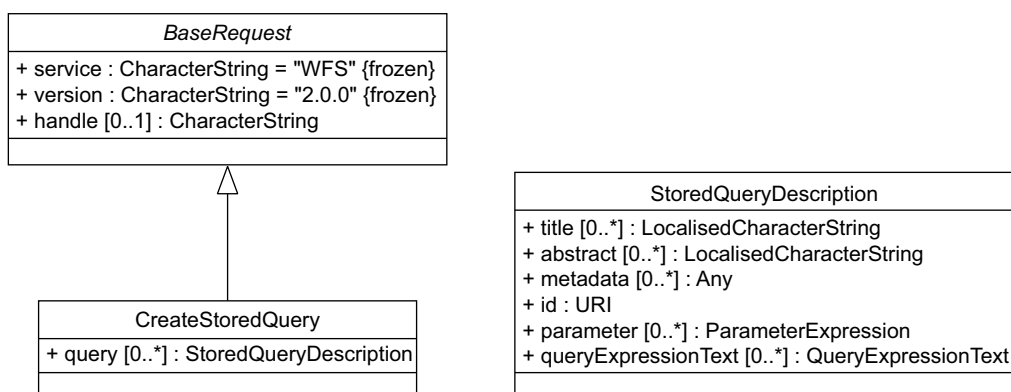 BaseRequest
+ service : CharacterString = "WFS" {frozen}
+ version : CharacterString = "2.0.0" {frozen}
+ handle [0..1] : CharacterString
CreateStoredQuery
+ query [0..*] : StoredQueryDescription
StoredQueryDescription
+ title [0..*] : LocalisedCharacterString
+ abstract [0..*] : LocalisedCharacterString
+ metadata [0..*] : Any
+ id : URI
+ parameter [0..*] : ParameterExpression
+ queryExpressionText [0..*] : QueryExpressionText